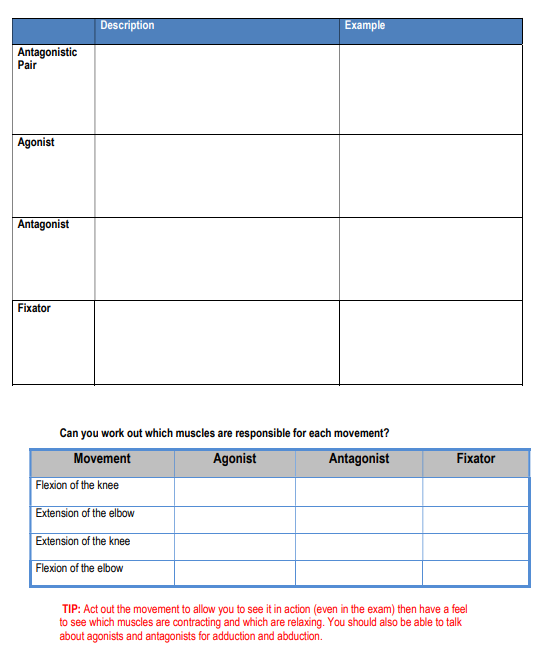 Description Example
Antagonistic
Pair
Agonist
Antagonist
Fixator
Can you work out which muscles are responsible for each movement?
Movement Agonist Antagonist Fixator
Flexion of the knee
Extension of the elbow
Extension of the knee
Flexion of the elbow
TIP: Act out the movement to allow you to see it in action (even in the exam) then have a feel
to see which muscles are contracting and which are relaxing. You should also be able to talk
about agonists and antagonists for adduction and abduction.